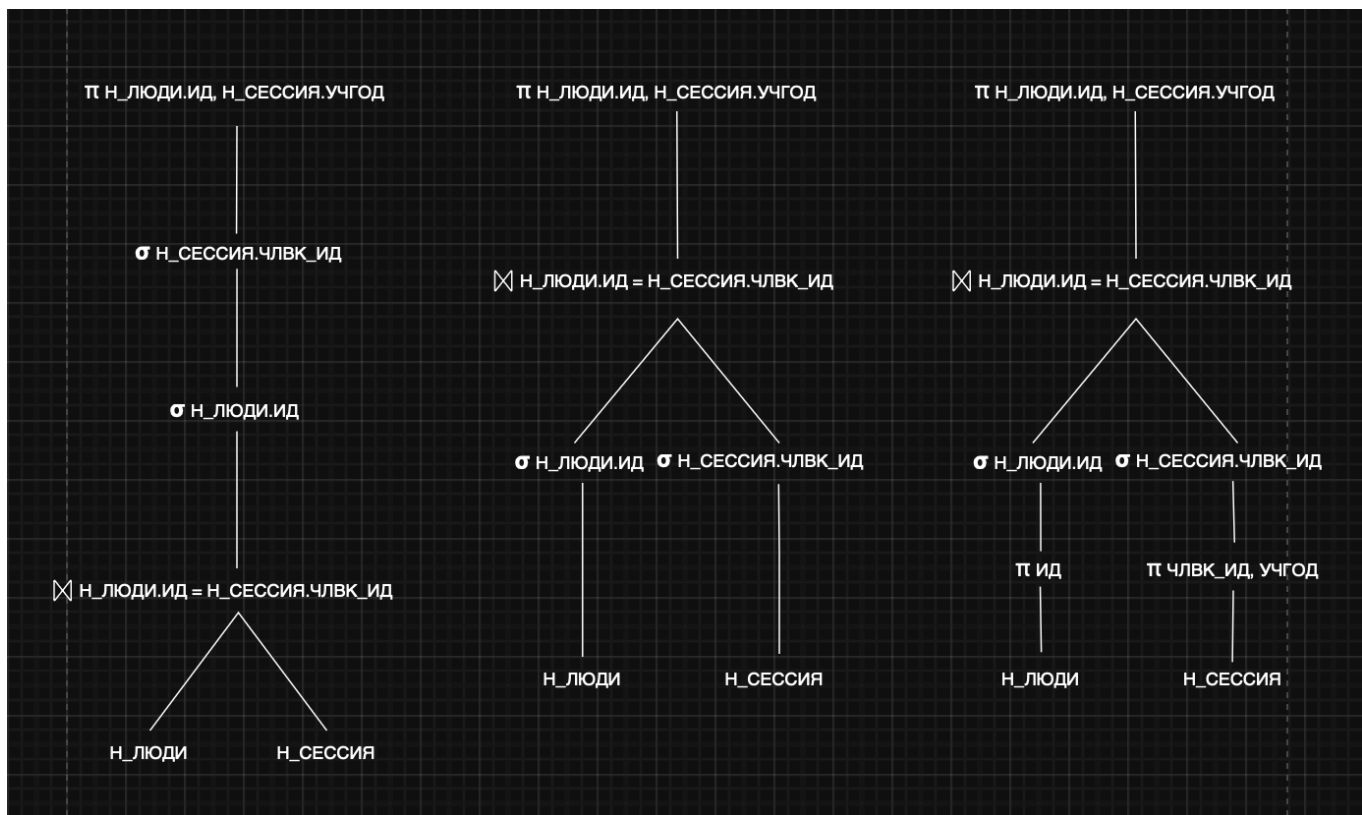 π Н_ЛЮДИ.ИД, Н_СЕССИЯ.УЧГОД
σ Н_СЕССИЯ.ЧЛВК_ИД
σ Н_ЛЮДИ.ИД
⋈ Н_ЛЮДИ.ИД = Н_СЕССИЯ.ЧЛВК_ИД
Н_ЛЮДИ
Н_СЕССИЯ
π Н_ЛЮДИ.ИД, Н_СЕССИЯ.УЧГОД
⋈ Н_ЛЮДИ.ИД = Н_СЕССИЯ.ЧЛВК_ИД
σ Н_ЛЮДИ.ИД
σ Н_СЕССИЯ.ЧЛВК_ИД
Н_ЛЮДИ
Н_СЕССИЯ
π Н_ЛЮДИ.ИД, Н_СЕССИЯ.УЧГОД
⋈ Н_ЛЮДИ.ИД = Н_СЕССИЯ.ЧЛВК_ИД
σ Н_ЛЮДИ.ИД
σ Н_СЕССИЯ.ЧЛВК_ИД
π ИД
π ЧЛВК_ИД, УЧГОД
Н_ЛЮДИ
Н_СЕССИЯ